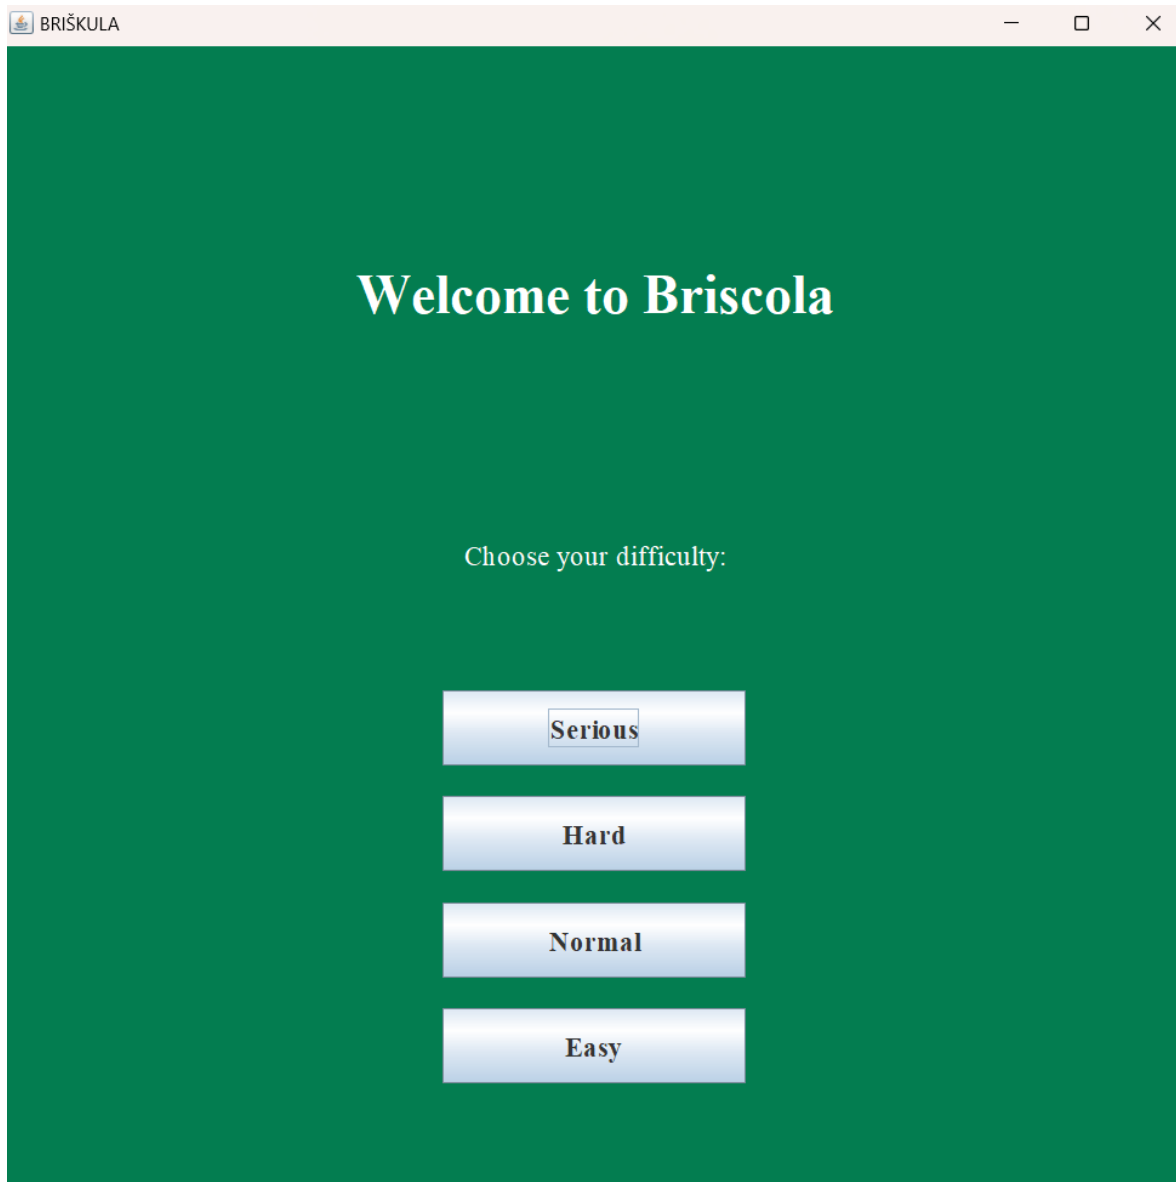 BRIŠKULA
Welcome to Briscola
Choose your difficulty:
Serious
Hard
Normal
Easy